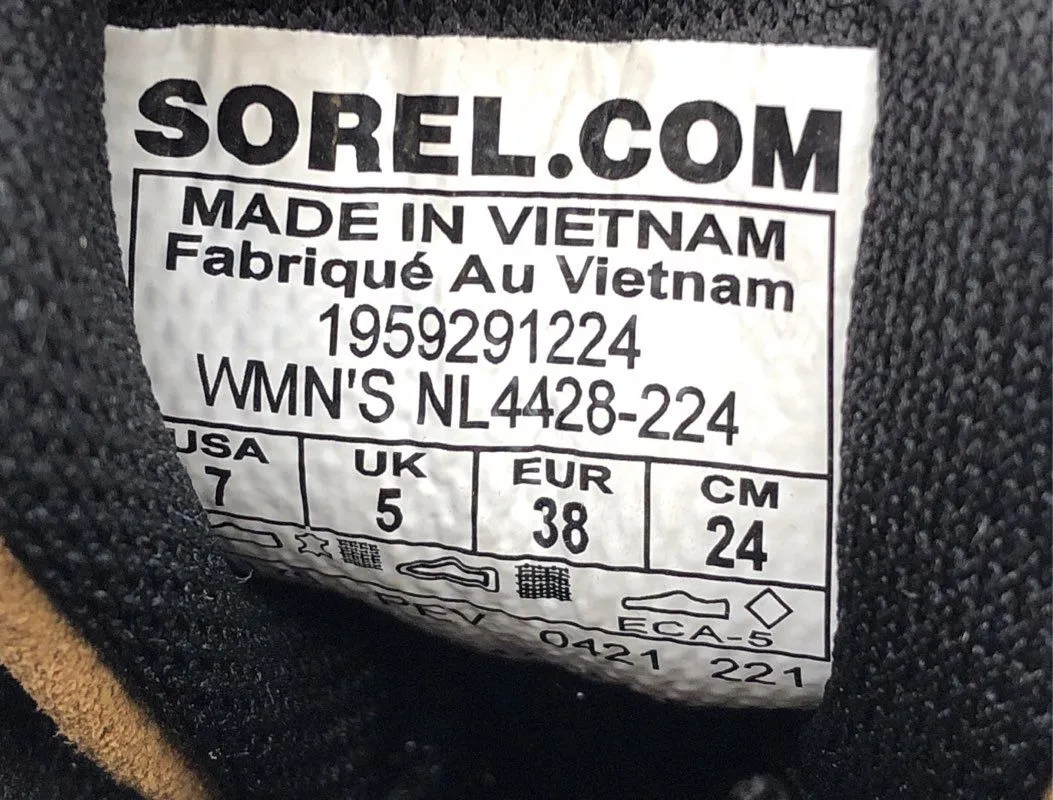 SOREL.COM
MADE IN VIETNAM
Fabriqué Au Vietnam
1959291224
WMN'S NL4428-224
USA UK EUR CM
7 5 38 24
ECA-5
0421 221